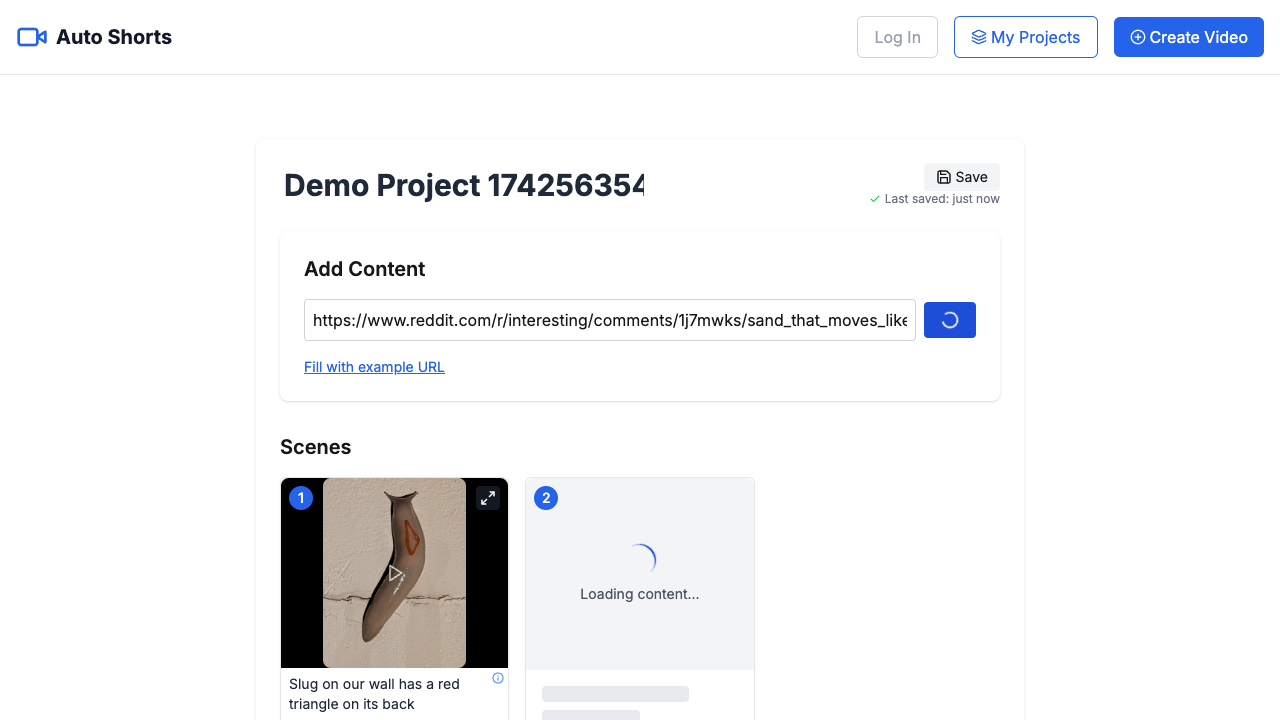 Auto Shorts
Log In
My Projects
Create Video
Demo Project 174256354
Save
Last saved: just now
Add Content
https://www.reddit.com/r/interesting/comments/1j7mwks/sand_that_moves_like
Fill with example URL
Scenes
1
2
Loading content...
Slug on our wall has a red
triangle on its back